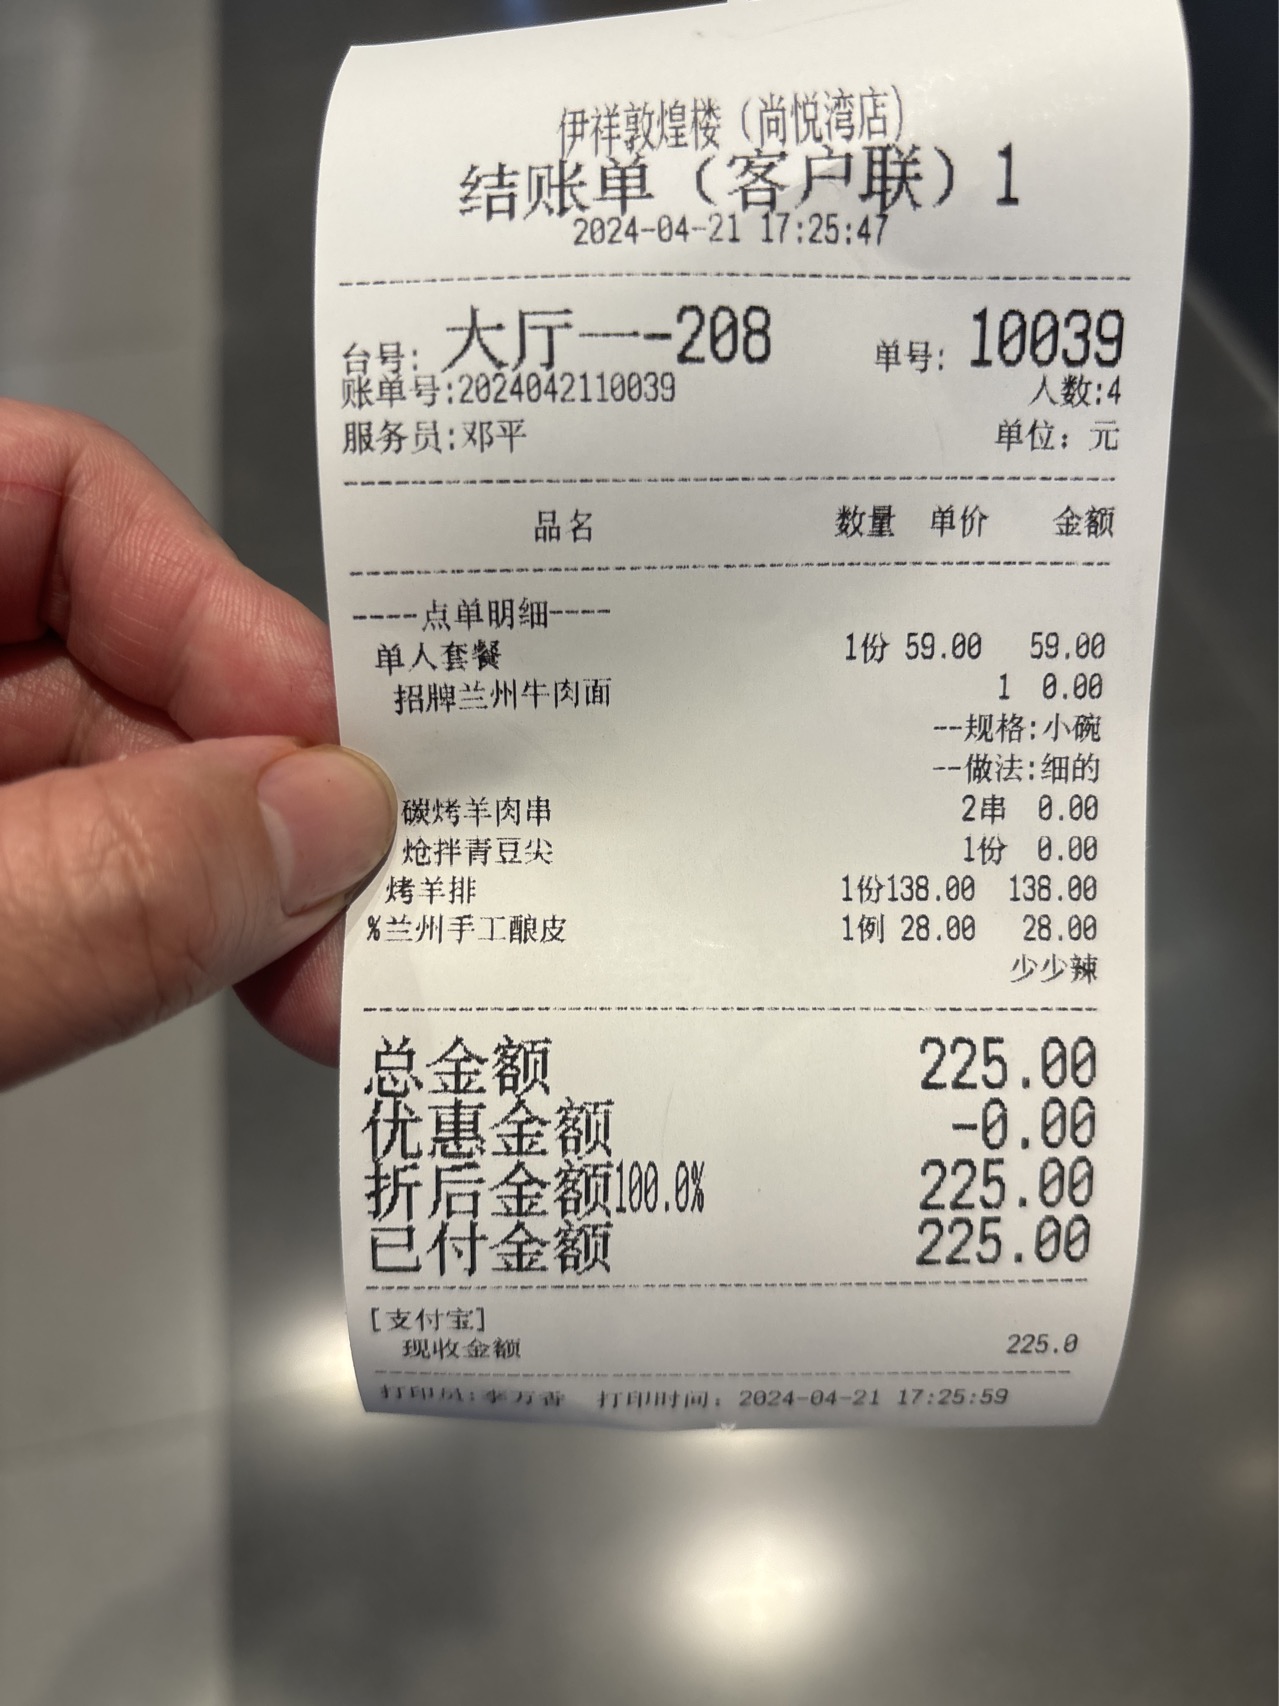 伊祥敦煌楼（尚悦湾店）
结账单（客户联）1
2024-04-21 17:25:47
台号: 大厅一-208 单号: 10039
账单号:2024042110039 人数:4
服务员:邓平 单位: 元
品名 数量 单价 金额
----点单明细----
单人套餐 1份 59.00 59.00
招牌兰州牛肉面 1 0.00
--规格:小碗
--做法:细的
碳烤羊肉串 2串 0.00
炝拌青豆尖 1份 0.00
烤羊排 1份138.00 138.00
%兰州手工酿皮 1例 28.00 28.00
少少辣
总金额 225.00
优惠金额 -0.00
折后金额100.0% 225.00
已付金额 225.00
[支付宝]
现收金额 225.0
打印员:李万香 打印时间: 2024-04-21 17:25:59